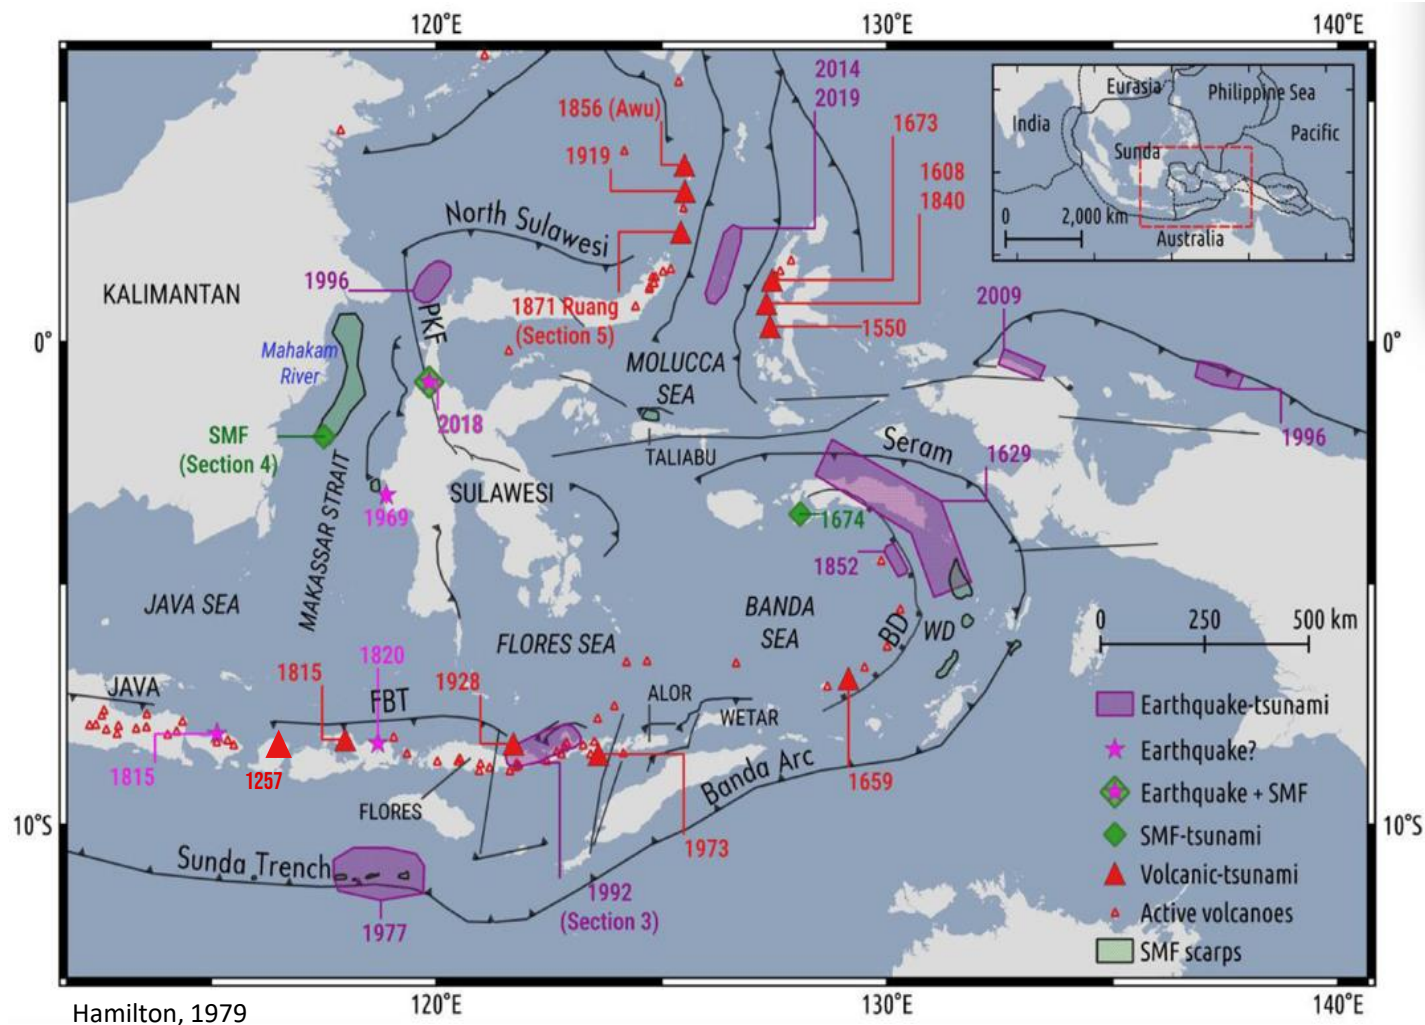 120°E
130°E
140°E
2014
2019
1856 (Awu)
1919
1673
1608
1840
Eurasia
Philippine Sea
India
Pacific
Sunda
0
2,000 km
Australia
North Sulawesi
1996
KALIMANTAN
PKF
1871 Ruang
(Section 5)
1550
2009
0°
0°
Mahakam
River
MOLUCCA
SEA
2018
SMF
(Section 4)
1996
TALIABU
Seram
1629
SULAWESI
1969
1674
MAKASSAR STRAIT
1852
JAVA SEA
BANDA
SEA
BD
WD
0
250
500 km
FLORES SEA
1820
1815
1928
JAVA
FBT
ALOR
WETAR
1815
1257
Banda Arc
1659
FLORES
1973
10°S
10°S
Sunda Trench
1992
(Section 3)
1977
Earthquake-tsunami
Earthquake?
Earthquake + SMF
SMF-tsunami
Volcanic-tsunami
Active volcanoes
SMF scarps
120°E
130°E
140°E
Hamilton, 1979